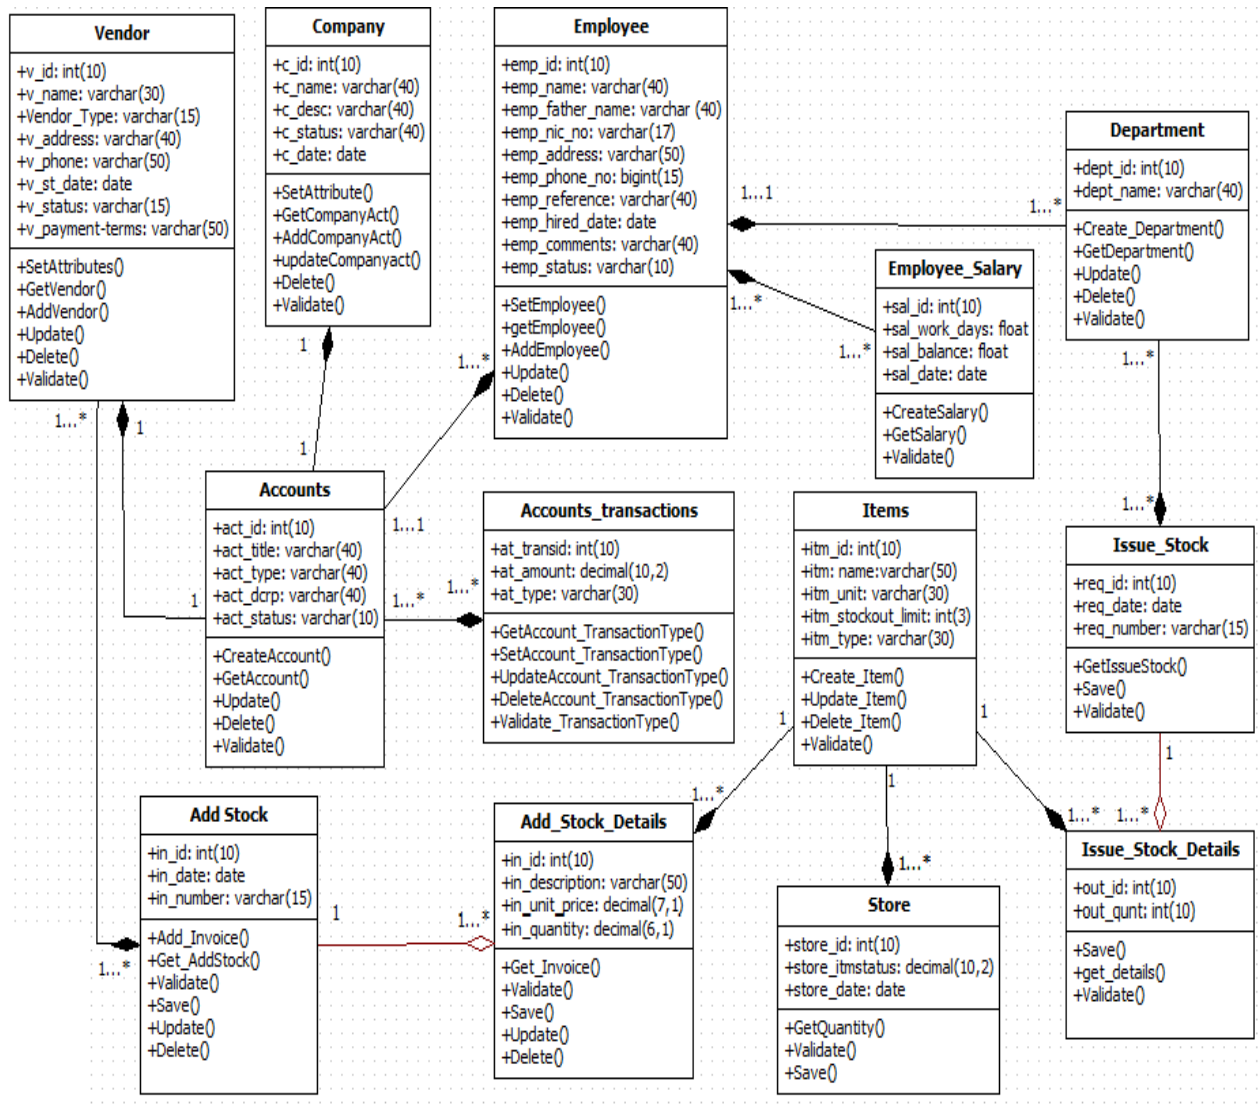 Vendor
+v_id: int(10)
+v_name: varchar(30)
+Vendor_Type: varchar(15)
+v_address: varchar(40)
+v_phone: varchar(50)
+v_st_date: date
+v_status: varchar(15)
+v_payment-terms: varchar(50)
+SetAttributes()
+GetVendor()
+AddVendor()
+Update()
+Delete()
+Validate()
1...*
1
Company
+c_id: int(10)
+c_name: varchar(40)
+c_desc: varchar(40)
+c_status: varchar(40)
+c_date: date
+SetAttribute()
+GetCompanyAct()
+AddCompanyAct()
+updateCompanyact()
+Delete()
+Validate()
1
1
Employee
+emp_id: int(10)
+emp_name: varchar(40)
+emp_father_name: varchar (40)
+emp_nic_no: varchar(17)
+emp_address: varchar(50)
+emp_phone_no: bigint(15)
+emp_reference: varchar(40)
+emp_hired_date: date
+emp_comments: varchar(40)
+emp_status: varchar(10)
+SetEmployee()
+getEmployee()
+AddEmployee()
+Update()
+Delete()
+Validate()
1...1
1...*
1...*
1...*
1...*
Department
+dept_id: int(10)
+dept_name: varchar(40)
+Create_Department()
+GetDepartment()
+Update()
+Delete()
+Validate()
1...*
1...*
Employee_Salary
+sal_id: int(10)
+sal_work_days: float
+sal_balance: float
+sal_date: date
+CreateSalary()
+GetSalary()
+Validate()
Accounts
+act_id: int(10)
+act_title: varchar(40)
+act_type: varchar(40)
+act_dcrp: varchar(40)
+act_status: varchar(10)
+CreateAccount()
+GetAccount()
+Update()
+Delete()
+Validate()
1
1...1
1...*
1...*
Accounts_transactions
+at_transid: int(10)
+at_amount: decimal(10,2)
+at_type: varchar(30)
+GetAccount_TransactionType()
+SetAccount_TransactionType()
+UpdateAccount_TransactionType()
+DeleteAccount_TransactionType()
+Validate_TransactionType()
Items
+itm_id: int(10)
+itm: name:varchar(50)
+itm_unit: varchar(30)
+itm_stockout_limit: int(3)
+itm_type: varchar(30)
+Create_Item()
+Update_Item()
+Delete_Item()
+Validate()
1
1
1
Issue_Stock
+req_id: int(10)
+req_date: date
+req_number: varchar(15)
+GetIssueStock()
+Save()
+Validate()
1
Add Stock
+in_id: int(10)
+in_date: date
+in_number: varchar(15)
+Add_Invoice()
+Get_AddStock()
+Validate()
+Save()
+Update()
+Delete()
1...*
1
1...*
1...*
Add_Stock_Details
+in_id: int(10)
+in_description: varchar(50)
+in_unit_price: decimal(7,1)
+in_quantity: decimal(6,1)
+Get_Invoice()
+Validate()
+Save()
+Update()
+Delete()
1...*
Store
+store_id: int(10)
+store_itmstatus: decimal(10,2)
+store_date: date
+GetQuantity()
+Validate()
+Save()
1...*
1...*
Issue_Stock_Details
+out_id: int(10)
+out_qunt: int(10)
+Save()
+get_details()
+Validate()